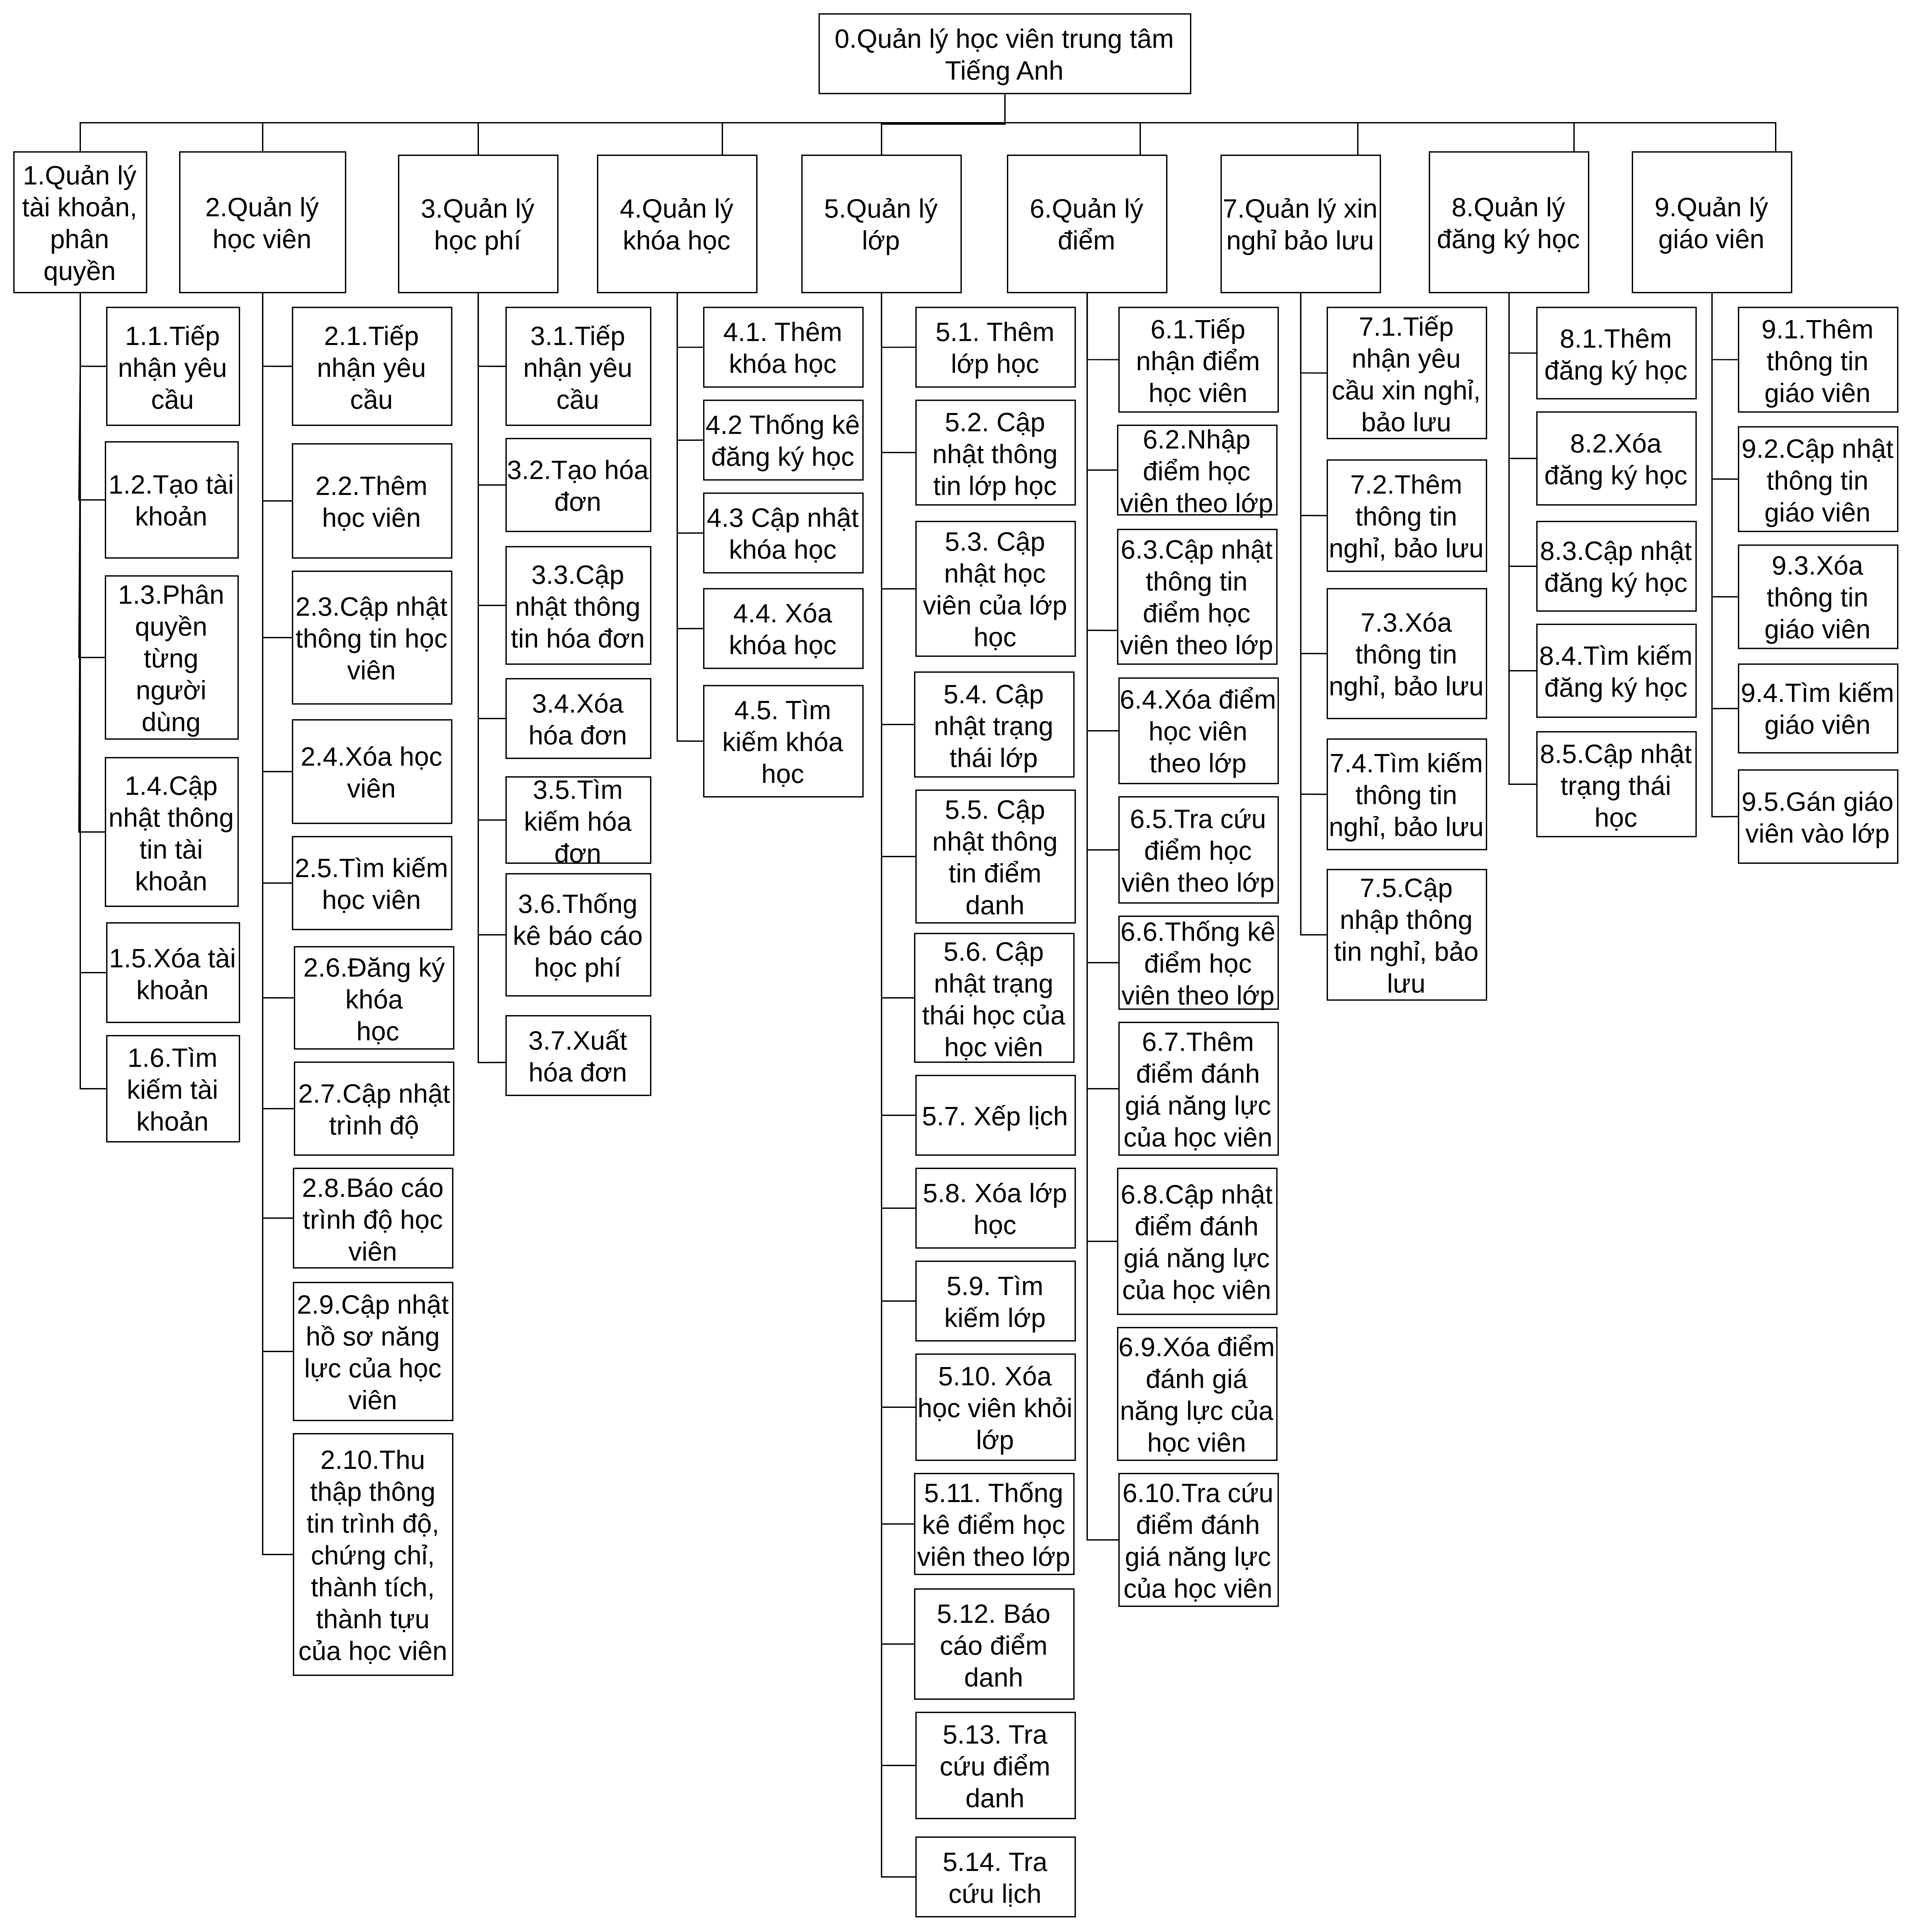 0.Quản lý học viên trung tâm
Tiếng Anh
1.Quản lý
tài khoản,
phân
quyền
2.Quản lý
học viên
3.Quản lý
học phí
4.Quản lý
khóa học
5.Quản lý
lớp
6.Quản lý
điểm
7.Quản lý xin
nghỉ bảo lưu
8.Quản lý
đăng ký học
9.Quản lý
giáo viên
1.1.Tiếp
nhận yêu
cầu
1.2.Tạo tài
khoản
1.3.Phân
quyền
từng
người
dùng
1.4.Cập
nhật thông
tin tài
khoản
1.5.Xóa tài
khoản
1.6.Tìm
kiếm tài
khoản
2.1.Tiếp
nhận yêu
cầu
2.2.Thêm
học viên
2.3.Cập nhật
thông tin học
viên
2.4.Xóa học
viên
2.5.Tìm kiếm
học viên
2.6.Đăng ký
khóa
học
2.7.Cập nhật
trình độ
2.8.Báo cáo
trình độ học
viên
2.9.Cập nhật
hồ sơ năng
lực của học
viên
2.10.Thu
thập thông
tin trình độ,
chứng chỉ,
thành tích,
thành tựu
của học viên
3.1.Tiếp
nhận yêu
cầu
3.2.Tạo hóa
đơn
3.3.Cập
nhật thông
tin hóa đơn
3.4.Xóa
hóa đơn
3.5.Tìm
kiếm hóa
đơn
3.6.Thống
kê báo cáo
học phí
3.7.Xuất
hóa đơn
4.1. Thêm
khóa học
4.2 Thống kê
đăng ký học
4.3 Cập nhật
khóa học
4.4. Xóa
khóa học
4.5. Tìm
kiếm khóa
học
5.1. Thêm
lớp học
5.2. Cập
nhật thông
tin lớp học
5.3. Cập
nhật học
viên của lớp
học
5.4. Cập
nhật trạng
thái lớp
5.5. Cập
nhật thông
tin điểm
danh
5.6. Cập
nhật trạng
thái học của
học viên
5.7. Xếp lịch
5.8. Xóa lớp
học
5.9. Tìm
kiếm lớp
5.10. Xóa
học viên khỏi
lớp
5.11. Thống
kê điểm học
viên theo lớp
5.12. Báo
cáo điểm
danh
5.13. Tra
cứu điểm
danh
5.14. Tra
cứu lịch
6.1.Tiếp
nhận điểm
học viên
6.2.Nhập
điểm học
viên theo lớp
6.3.Cập nhật
thông tin
điểm học
viên theo lớp
6.4.Xóa điểm
học viên
theo lớp
6.5.Tra cứu
điểm học
viên theo lớp
6.6.Thống kê
điểm học
viên theo lớp
6.7.Thêm
điểm đánh
giá năng lực
của học viên
6.8.Cập nhật
điểm đánh
giá năng lực
của học viên
6.9.Xóa điểm
đánh giá
năng lực của
học viên
6.10.Tra cứu
điểm đánh
giá năng lực
của học viên
7.1.Tiếp
nhận yêu
cầu xin nghỉ,
bảo lưu
7.2.Thêm
thông tin
nghỉ, bảo lưu
7.3.Xóa
thông tin
nghỉ, bảo lưu
7.4.Tìm kiếm
thông tin
nghỉ, bảo lưu
7.5.Cập
nhập thông
tin nghỉ, bảo
lưu
8.1.Thêm
đăng ký học
8.2.Xóa
đăng ký học
8.3.Cập nhật
đăng ký học
8.4.Tìm kiếm
đăng ký học
8.5.Cập nhật
trạng thái
học
9.1.Thêm
thông tin
giáo viên
9.2.Cập nhật
thông tin
giáo viên
9.3.Xóa
thông tin
giáo viên
9.4.Tìm kiếm
giáo viên
9.5.Gán giáo
viên vào lớp